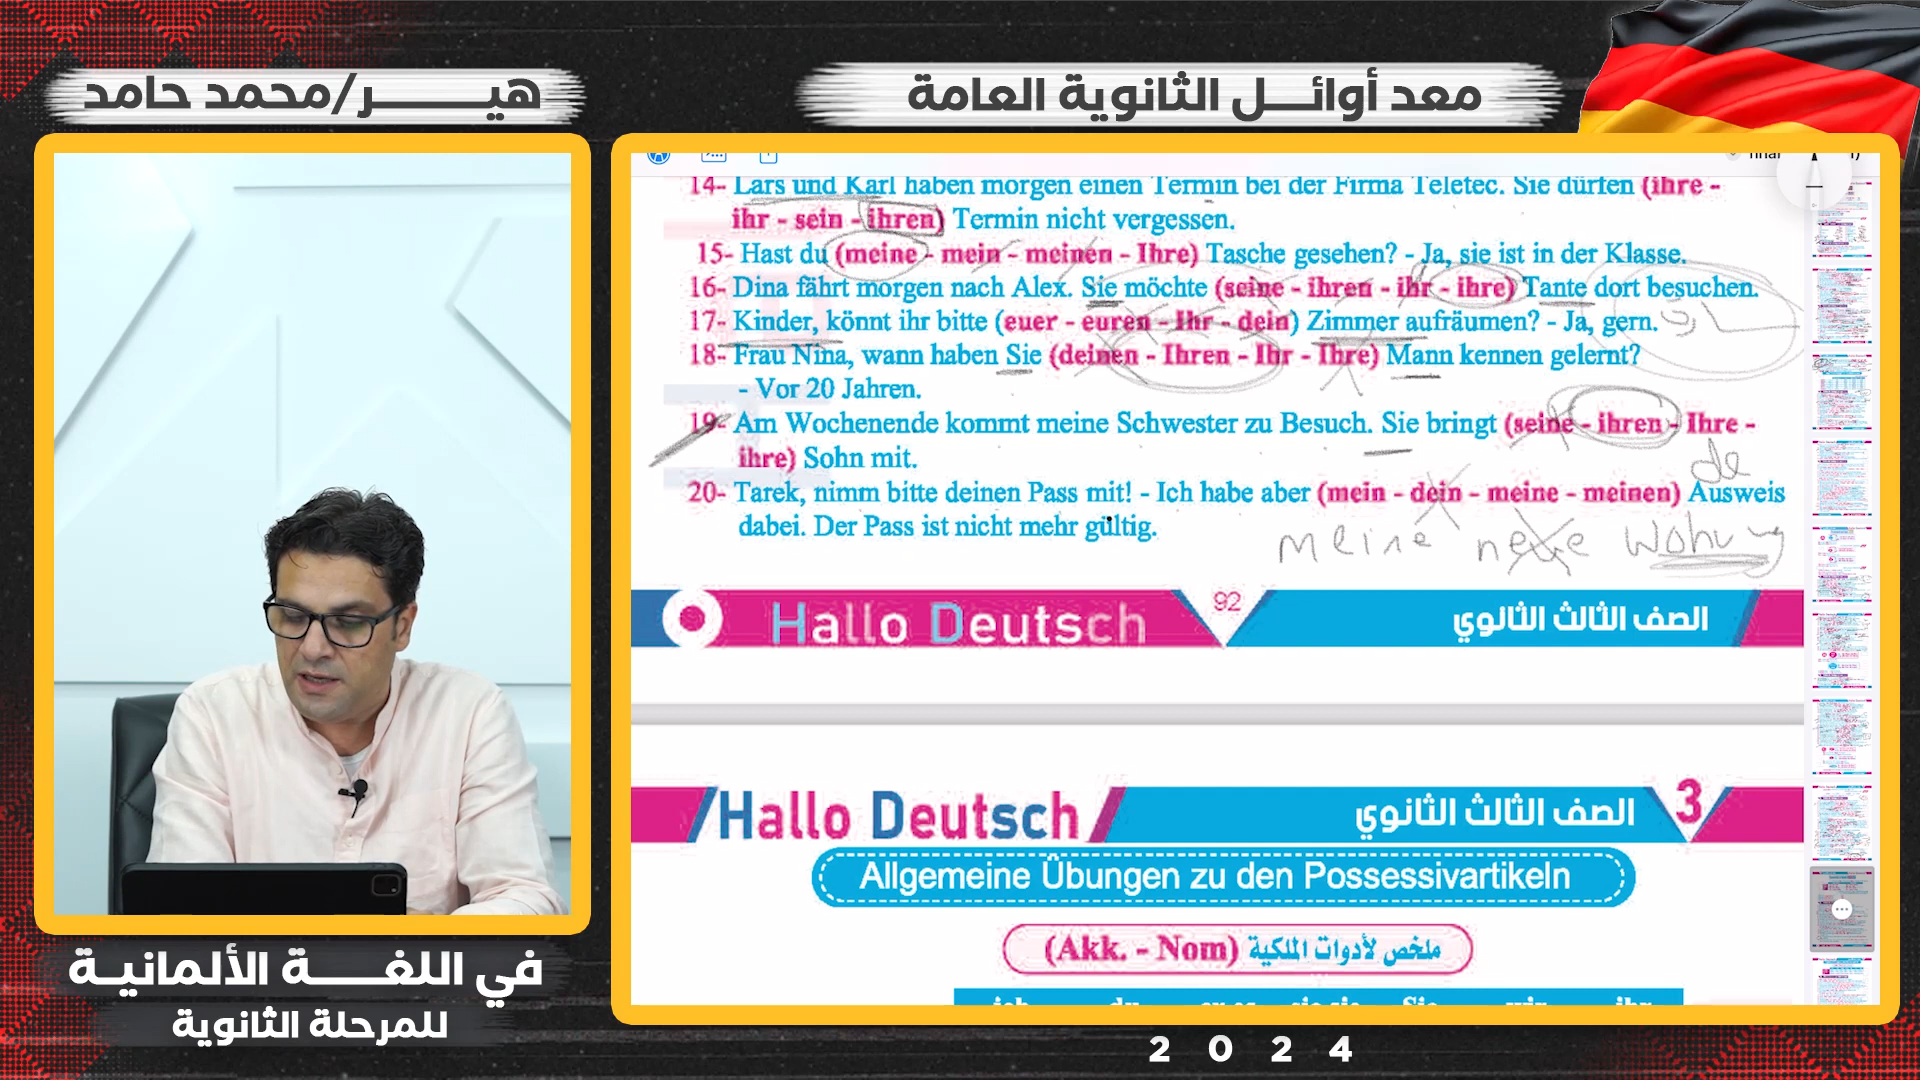 هيـــــر/محمد حامد
معد أوائـــل الثانوية العامة
14- Lars und Karl haben morgen einen Termin bei der Firma Teletec. Sie dürfen (ihre -
ihr - sein - ihren) Termin nicht vergessen.
15- Hast du (meine - mein - meinen - Ihre) Tasche gesehen? - Ja, sie ist in der Klasse.
16- Dina fährt morgen nach Alex. Sie möchte (seine - ihren - ihr - ihre) Tante dort besuchen.
17- Kinder, könnt ihr bitte (euer - euren - Ihr - dein) Zimmer aufräumen? - Ja, gern.
18- Frau Nina, wann haben Sie (deinen - Ihren - Ihr - Ihre) Mann kennen gelernt?
- Vor 20 Jahren.
19- Am Wochenende kommt meine Schwester zu Besuch. Sie bringt (seine - ihren - Ihre -
ihre) Sohn mit.
de
20- Tarek, nimm bitte deinen Pass mit! - Ich habe aber (mein - dein - meine - meinen) Ausweis
dabei. Der Pass ist nicht mehr gültig.
meine neue Wohung
Hallo Deutsch
92
الصف الثالث الثانوي
Hallo Deutsch
الصف الثالث الثانوي
3
Allgemeine Übungen zu den Possessivartikeln
ملخص لأدوات الملكية (Akk. - Nom)
في اللغـــة الألمانيـة
للمرحلة الثانوية
2024